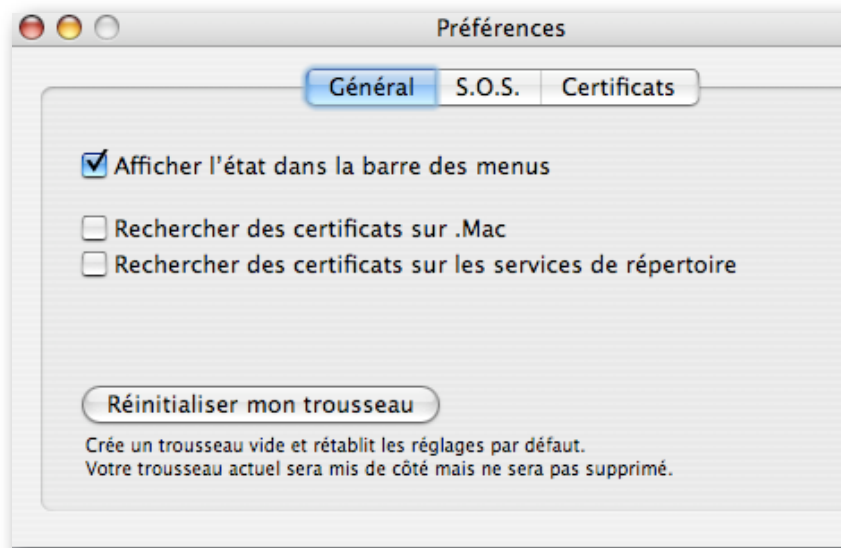 Préférences
Général S.O.S. Certificats
Afficher l'état dans la barre des menus
Rechercher des certificats sur .Mac
Rechercher des certificats sur les services de répertoire
Réinitialiser mon trousseau
Crée un trousseau vide et rétablit les réglages par défaut.
Votre trousseau actuel sera mis de côté mais ne sera pas supprimé.